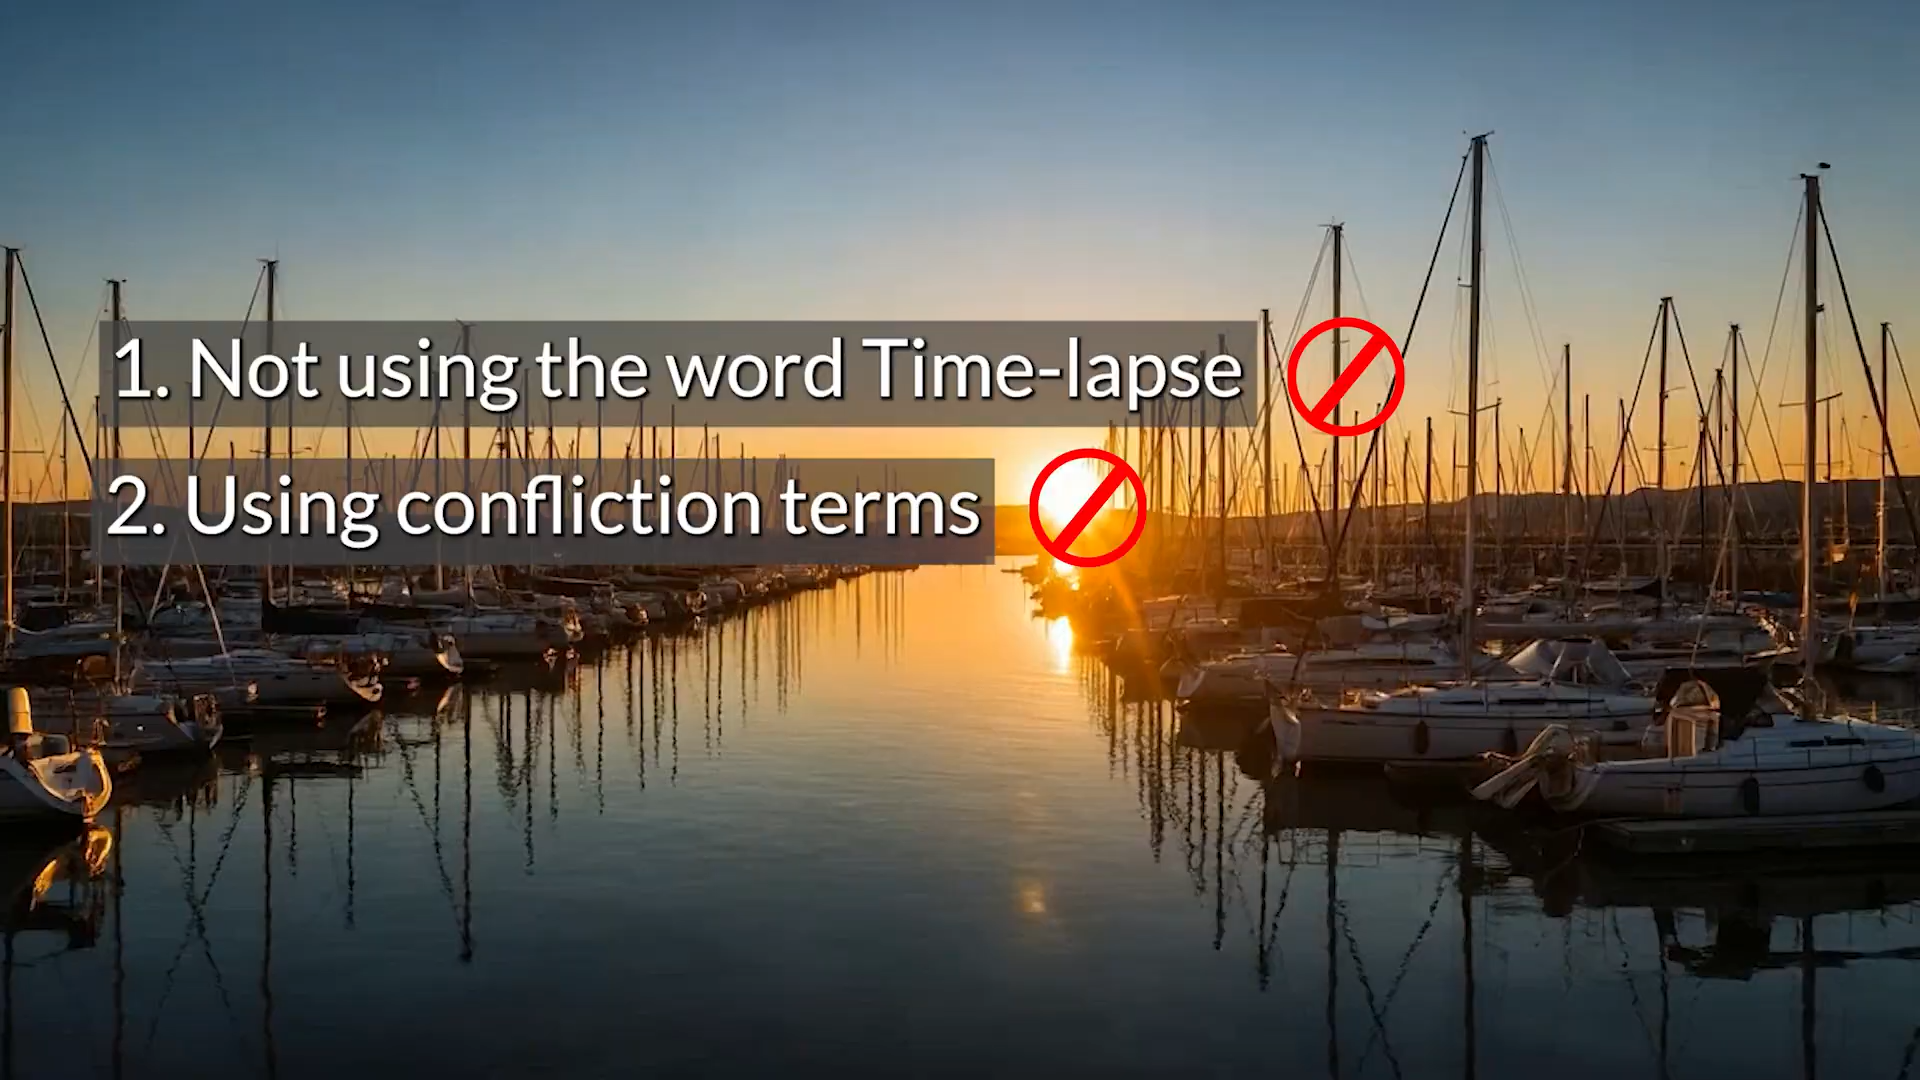 1. Not using the word Time-lapse
2. Using confliction terms